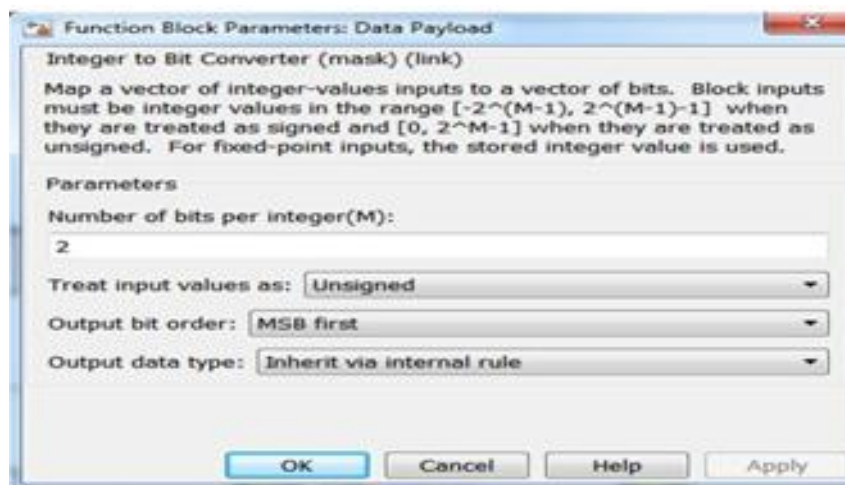 Function Block Parameters: Data Payload
Integer to Bit Converter (mask) (link)
Map a vector of integer-values inputs to a vector of bits. Block inputs
must be integer values in the range [-2^(M-1), 2^(M-1)-1] when
they are treated as signed and [0, 2^M-1] when they are treated as
unsigned. For fixed-point inputs, the stored integer value is used.
Parameters
Number of bits per integer(M):
2
Treat input values as: Unsigned
Output bit order: MSB first
Output data type: Inherit via internal rule
OK Cancel Help Apply